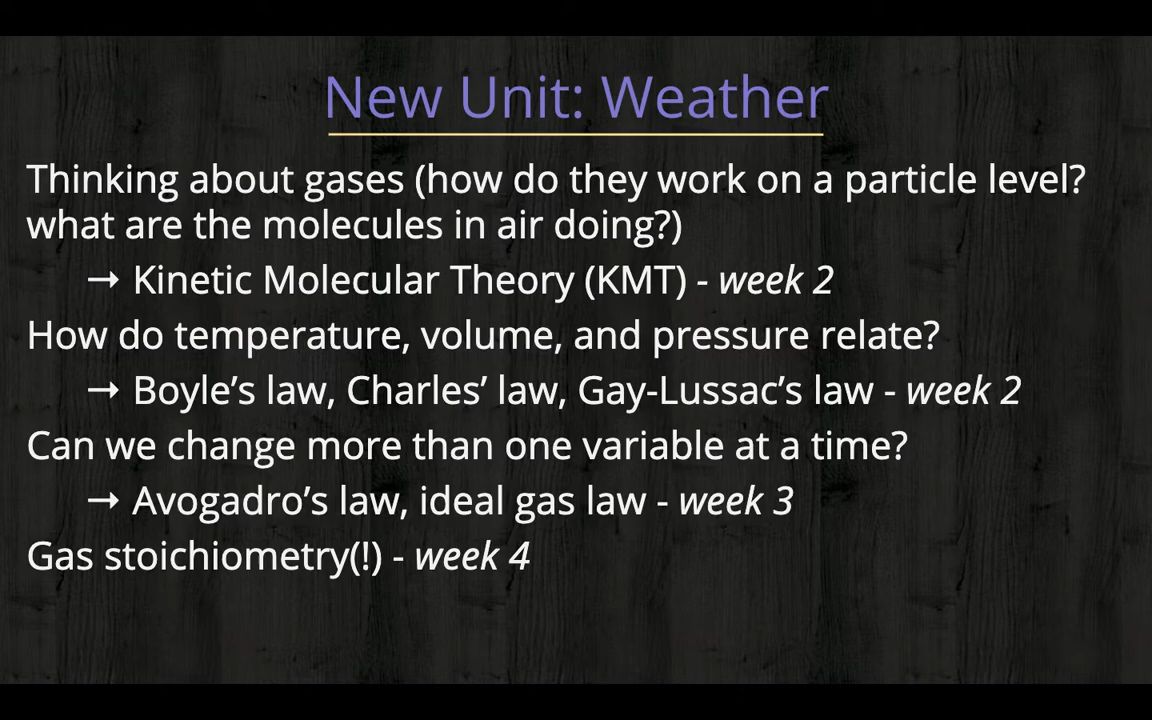 New Unit: Weather
Thinking about gases (how do they work on a particle level?
what are the molecules in air doing?)
→ Kinetic Molecular Theory (KMT) - week 2
How do temperature, volume, and pressure relate?
→ Boyle’s law, Charles’ law, Gay-Lussac’s law - week 2
Can we change more than one variable at a time?
→ Avogadro’s law, ideal gas law - week 3
Gas stoichiometry(!) - week 4